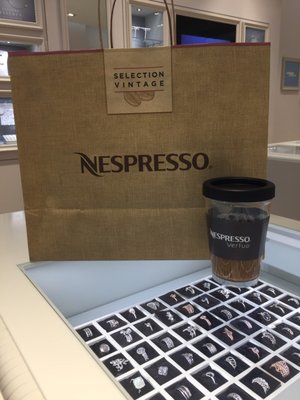 SELECTION
VINTAGE
NESPRESSO
NESPRESSO
Vertuo